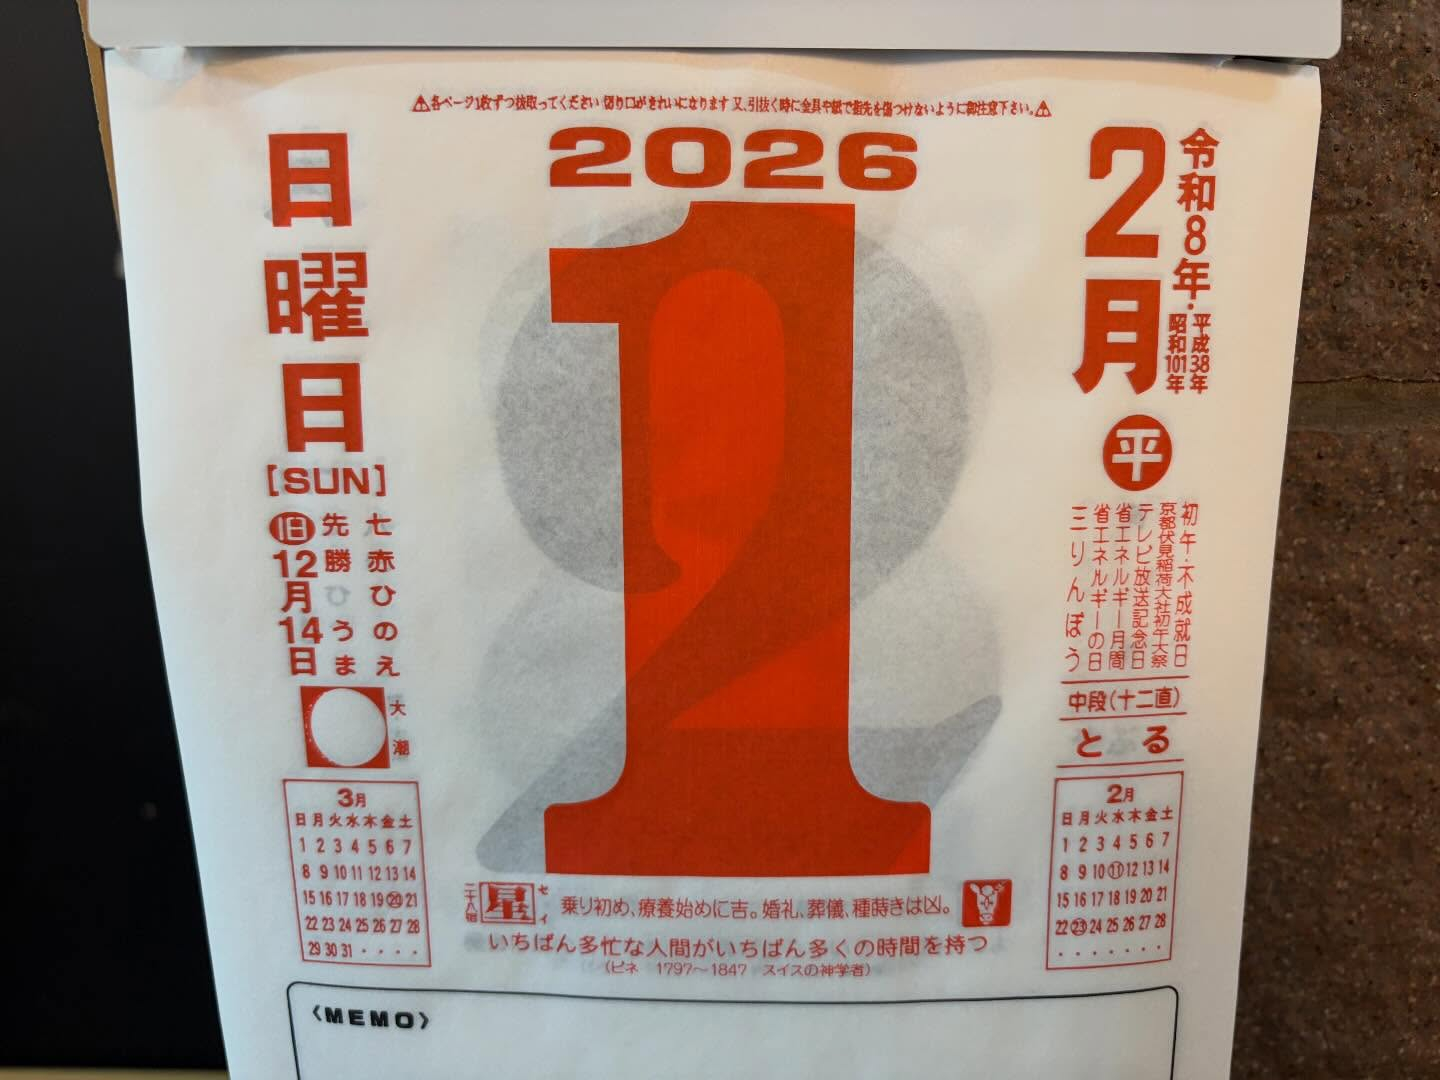 ⚠各ページ1枚ずつ抜取ってください 切り口がきれいになります 又、引抜く時に金具や紙で指先を傷つけないように御注意下さい。⚠
2026
2月
令和8年・平成38年
昭和101年
日曜日
[SUN]
1
平
初午・不成就日
京都伏見稲荷大社初午大祭
テレビ放送記念日
省エネルギー月間
省エネルギーの日
三りんぼう
中段(十二直)
とる
七赤ひのえ
先勝うま
旧12月14日
大潮
3月
日月火水木金土
1 2 3 4 5 6 7
8 9 10 11 12 13 14
15 16 17 18 19 20 21
22 23 24 25 26 27 28
29 30 31 ・ ・ ・ ・
2月
日月火水木金土
1 2 3 4 5 6 7
8 9 10 11 12 13 14
15 16 17 18 19 20 21
22 23 24 25 26 27 28
・ ・ ・ ・ ・ ・ ・
二十八宿
星
セイ
乗り初め、療養始めに吉。婚礼、葬儀、種蒔きは凶。
いちばん多忙な人間がいちばん多くの時間を持つ
(ビネ 1797〜1847 スイスの神学者)
〈MEMO〉